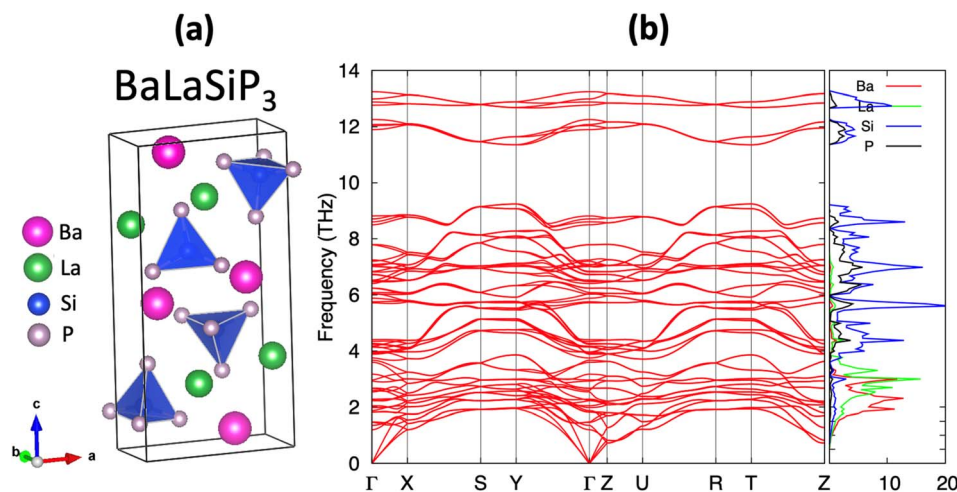 (a)
BaLaSiP3
Ba
La
Si
P
c
b
a
(b)
Frequency (THz)
14
12
10
8
6
4
2
0
Γ X S Y Γ Z U R T Z
Ba
La
Si
P
10 20